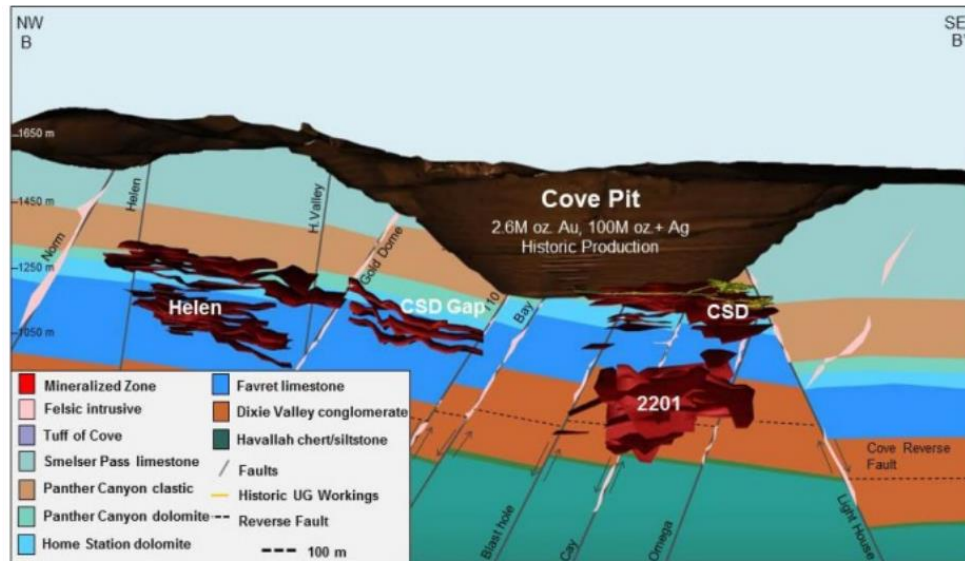 NW
B
SE
B'
1650 m
1450 m
1250 m
1050 m
Norm
Helen
H.Valley
Gold Dome
110
Bay
Cove Pit
2.6M oz. Au, 100M oz.+ Ag
Historic Production
Helen
CSD Gap
CSD
2201
Cove Reverse
Fault
Blast hole
Cay
Omega
Light House
Mineralized Zone
Felsic intrusive
Tuff of Cove
Smelser Pass limestone
Panther Canyon clastic
Panther Canyon dolomite
Home Station dolomite
Favret limestone
Dixie Valley conglomerate
Havallah chert/siltstone
Faults
Historic UG Workings
Reverse Fault
100 m